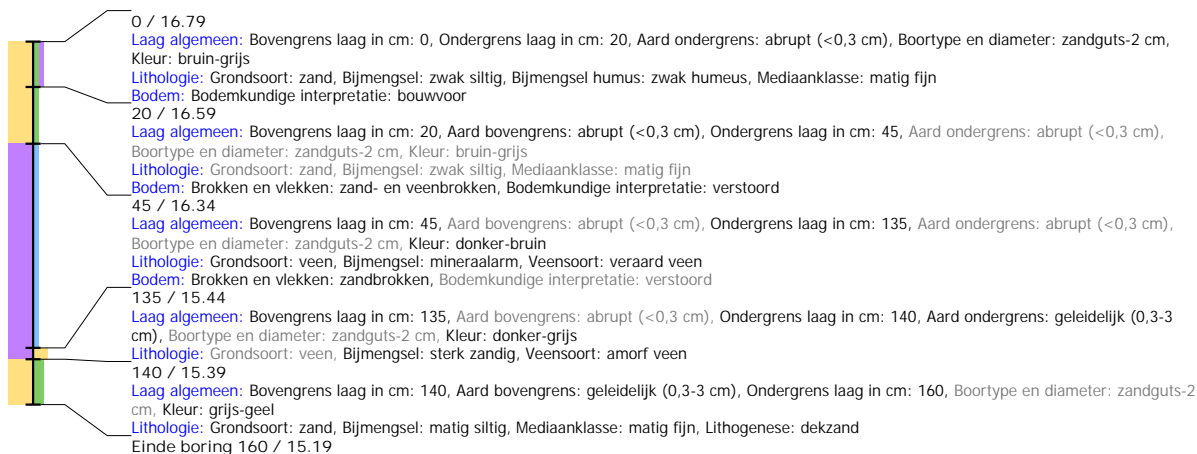 0 / 16.79
Laag algemeen: Bovengrens laag in cm: 0, Ondergrens laag in cm: 20, Aard ondergrens: abrupt (<0,3 cm), Boortype en diameter: zandguts-2 cm,
Kleur: bruin-grijs
Lithologie: Grondsoort: zand, Bijmengsel: zwak siltig, Bijmengsel humus: zwak humeus, Mediaanklasse: matig fijn
Bodem: Bodemkundige interpretatie: bouwvoor
20 / 16.59
Laag algemeen: Bovengrens laag in cm: 20, Aard bovengrens: abrupt (<0,3 cm), Ondergrens laag in cm: 45, Aard ondergrens: abrupt (<0,3 cm),
Boortype en diameter: zandguts-2 cm, Kleur: bruin-grijs
Lithologie: Grondsoort: zand, Bijmengsel: zwak siltig, Mediaanklasse: matig fijn
Bodem: Brokken en vlekken: zand- en veenbrokken, Bodemkundige interpretatie: verstoord
45 / 16.34
Laag algemeen: Bovengrens laag in cm: 45, Aard bovengrens: abrupt (<0,3 cm), Ondergrens laag in cm: 135, Aard ondergrens: abrupt (<0,3 cm),
Boortype en diameter: zandguts-2 cm, Kleur: donker-bruin
Lithologie: Grondsoort: veen, Bijmengsel: mineraalarm, Veensoort: veraard veen
Bodem: Brokken en vlekken: zandbrokken, Bodemkundige interpretatie: verstoord
135 / 15.44
Laag algemeen: Bovengrens laag in cm: 135, Aard bovengrens: abrupt (<0,3 cm), Ondergrens laag in cm: 140, Aard ondergrens: geleidelijk (0,3-3
cm), Boortype en diameter: zandguts-2 cm, Kleur: donker-grijs
Lithologie: Grondsoort: veen, Bijmengsel: sterk zandig, Veensoort: amorf veen
140 / 15.39
Laag algemeen: Bovengrens laag in cm: 140, Aard bovengrens: geleidelijk (0,3-3 cm), Ondergrens laag in cm: 160, Boortype en diameter: zandguts-2
cm, Kleur: grijs-geel
Lithologie: Grondsoort: zand, Bijmengsel: matig siltig, Mediaanklasse: matig fijn, Lithogenese: dekzand
Einde boring 160 / 15.19